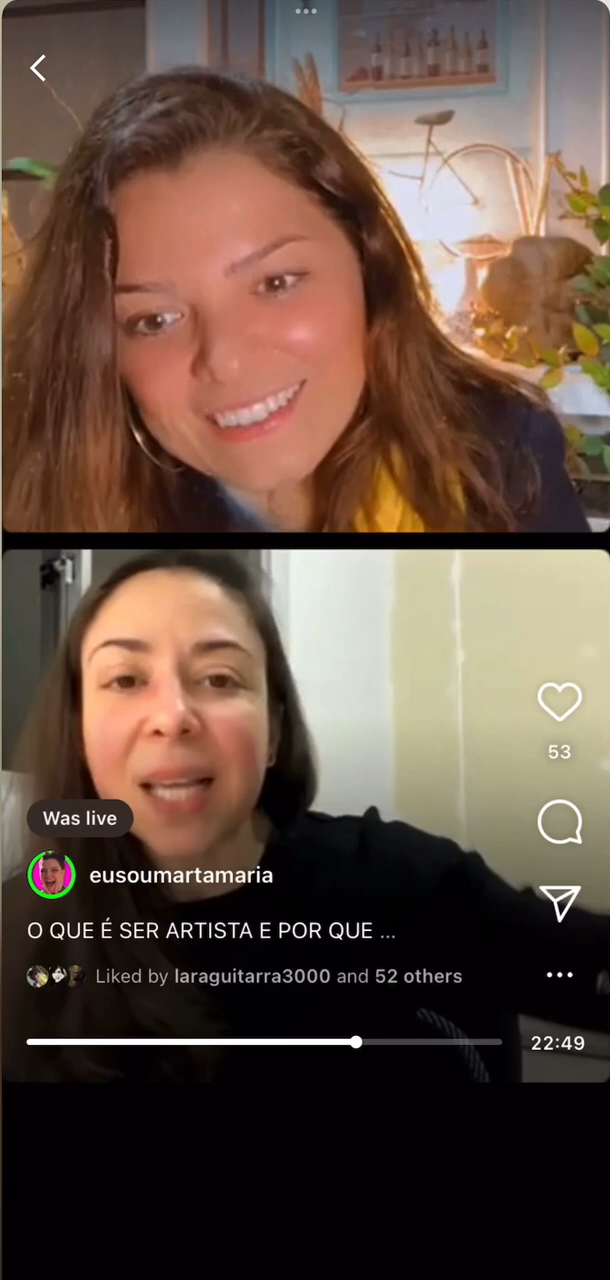 Was live
eusoumartamaria
O QUE É SER ARTISTA E POR QUE ...
Liked by laraguitarra3000 and 52 others
53
22:49